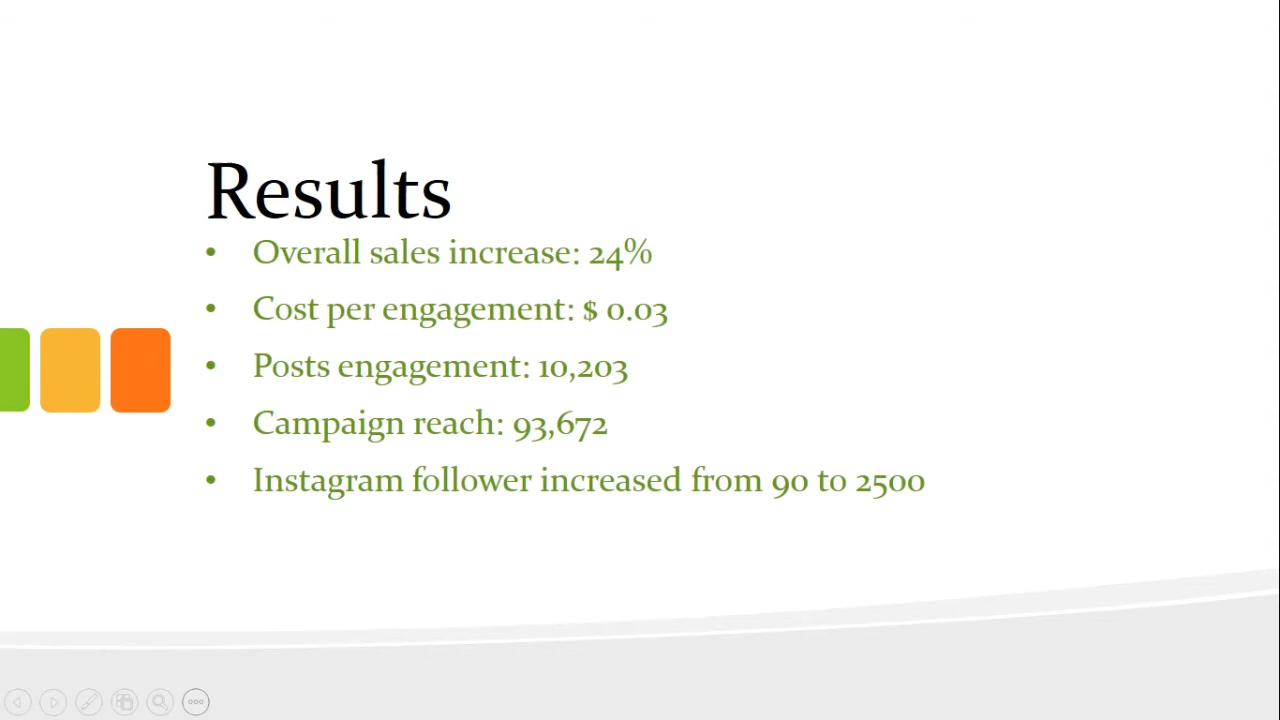 Results
• Overall sales increase: 24%
• Cost per engagement: $ 0.03
• Posts engagement: 10,203
• Campaign reach: 93,672
• Instagram follower increased from 90 to 2500